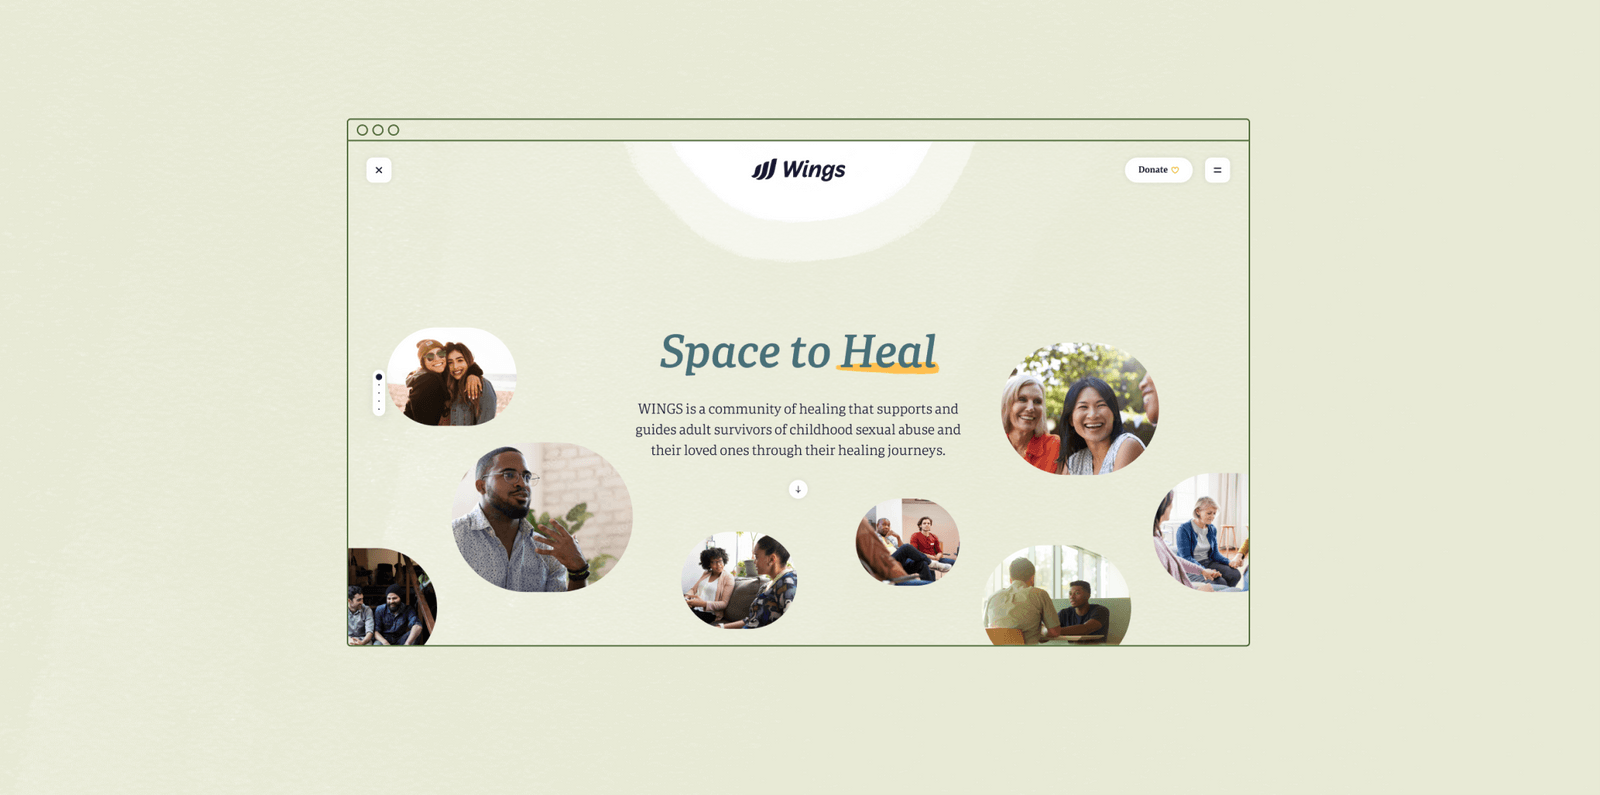 Wings
Donate
Space to Heal
WINGS is a community of healing that supports and
guides adult survivors of childhood sexual abuse and
their loved ones through their healing journeys.